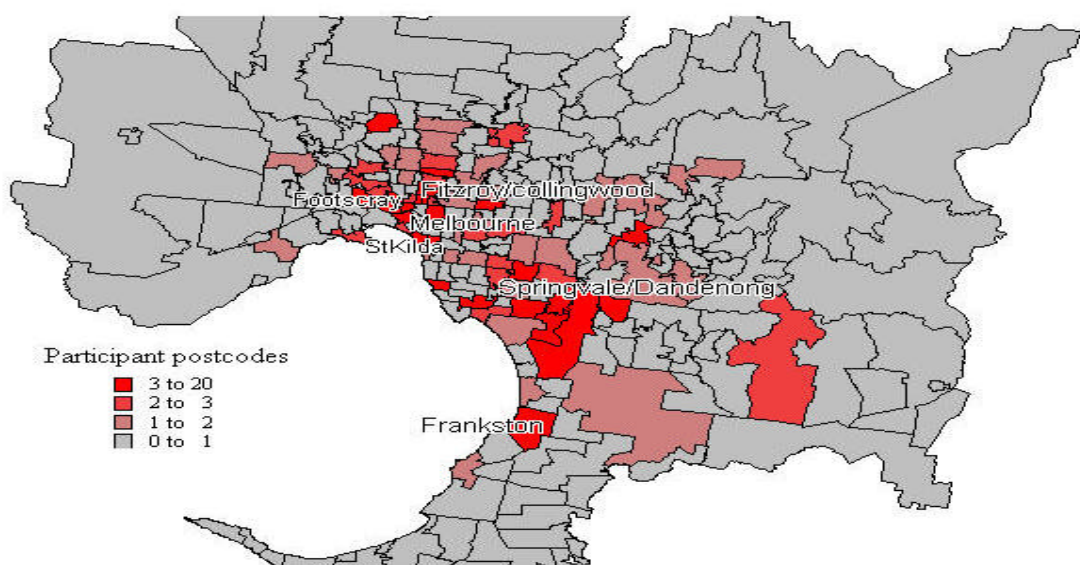 Fitzroy/collingwood
Footscray
Melbourne
StKilda
Springvale/Dandenong
Participant postcodes
3 to 20
2 to 3
1 to 2
0 to 1
Frankston